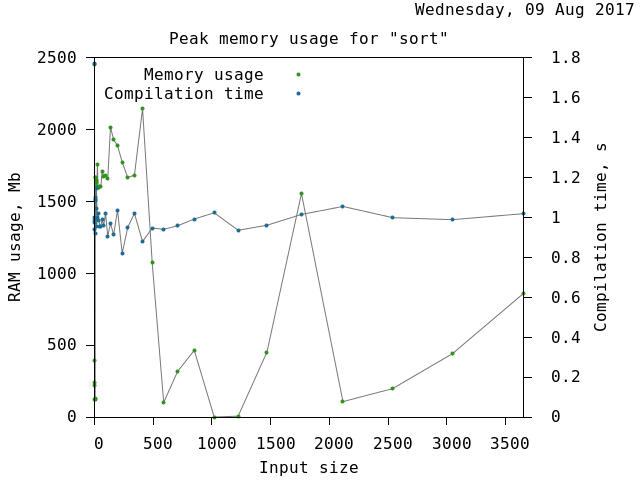 Wednesday, 09 Aug 2017
Peak memory usage for "sort"
Memory usage
Compilation time
2500
2000
1500
1000
500
0
RAM usage, Mb
1.8
1.6
1.4
1.2
1
0.8
0.6
0.4
0.2
0
Compilation time, s
0 500 1000 1500 2000 2500 3000 3500
Input size